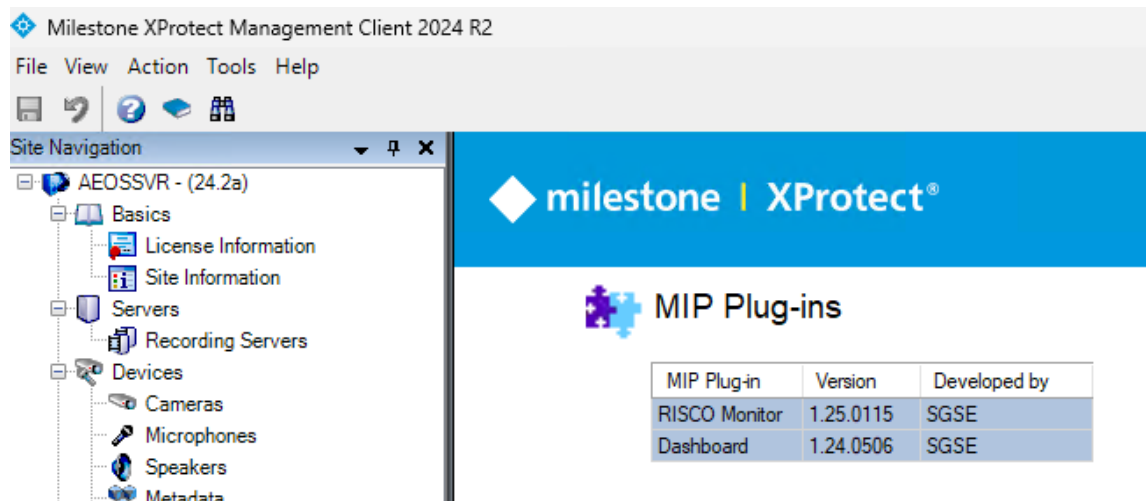 Milestone XProtect Management Client 2024 R2
File View Action Tools Help
Site Navigation
AEOSSVR - (24.2a)
Basics
License Information
Site Information
Servers
Recording Servers
Devices
Cameras
Microphones
Speakers
Metadata
milestone | XProtect®
MIP Plug-ins
MIP Plug-in Version Developed by
RISCO Monitor 1.25.0115 SGSE
Dashboard 1.24.0506 SGSE